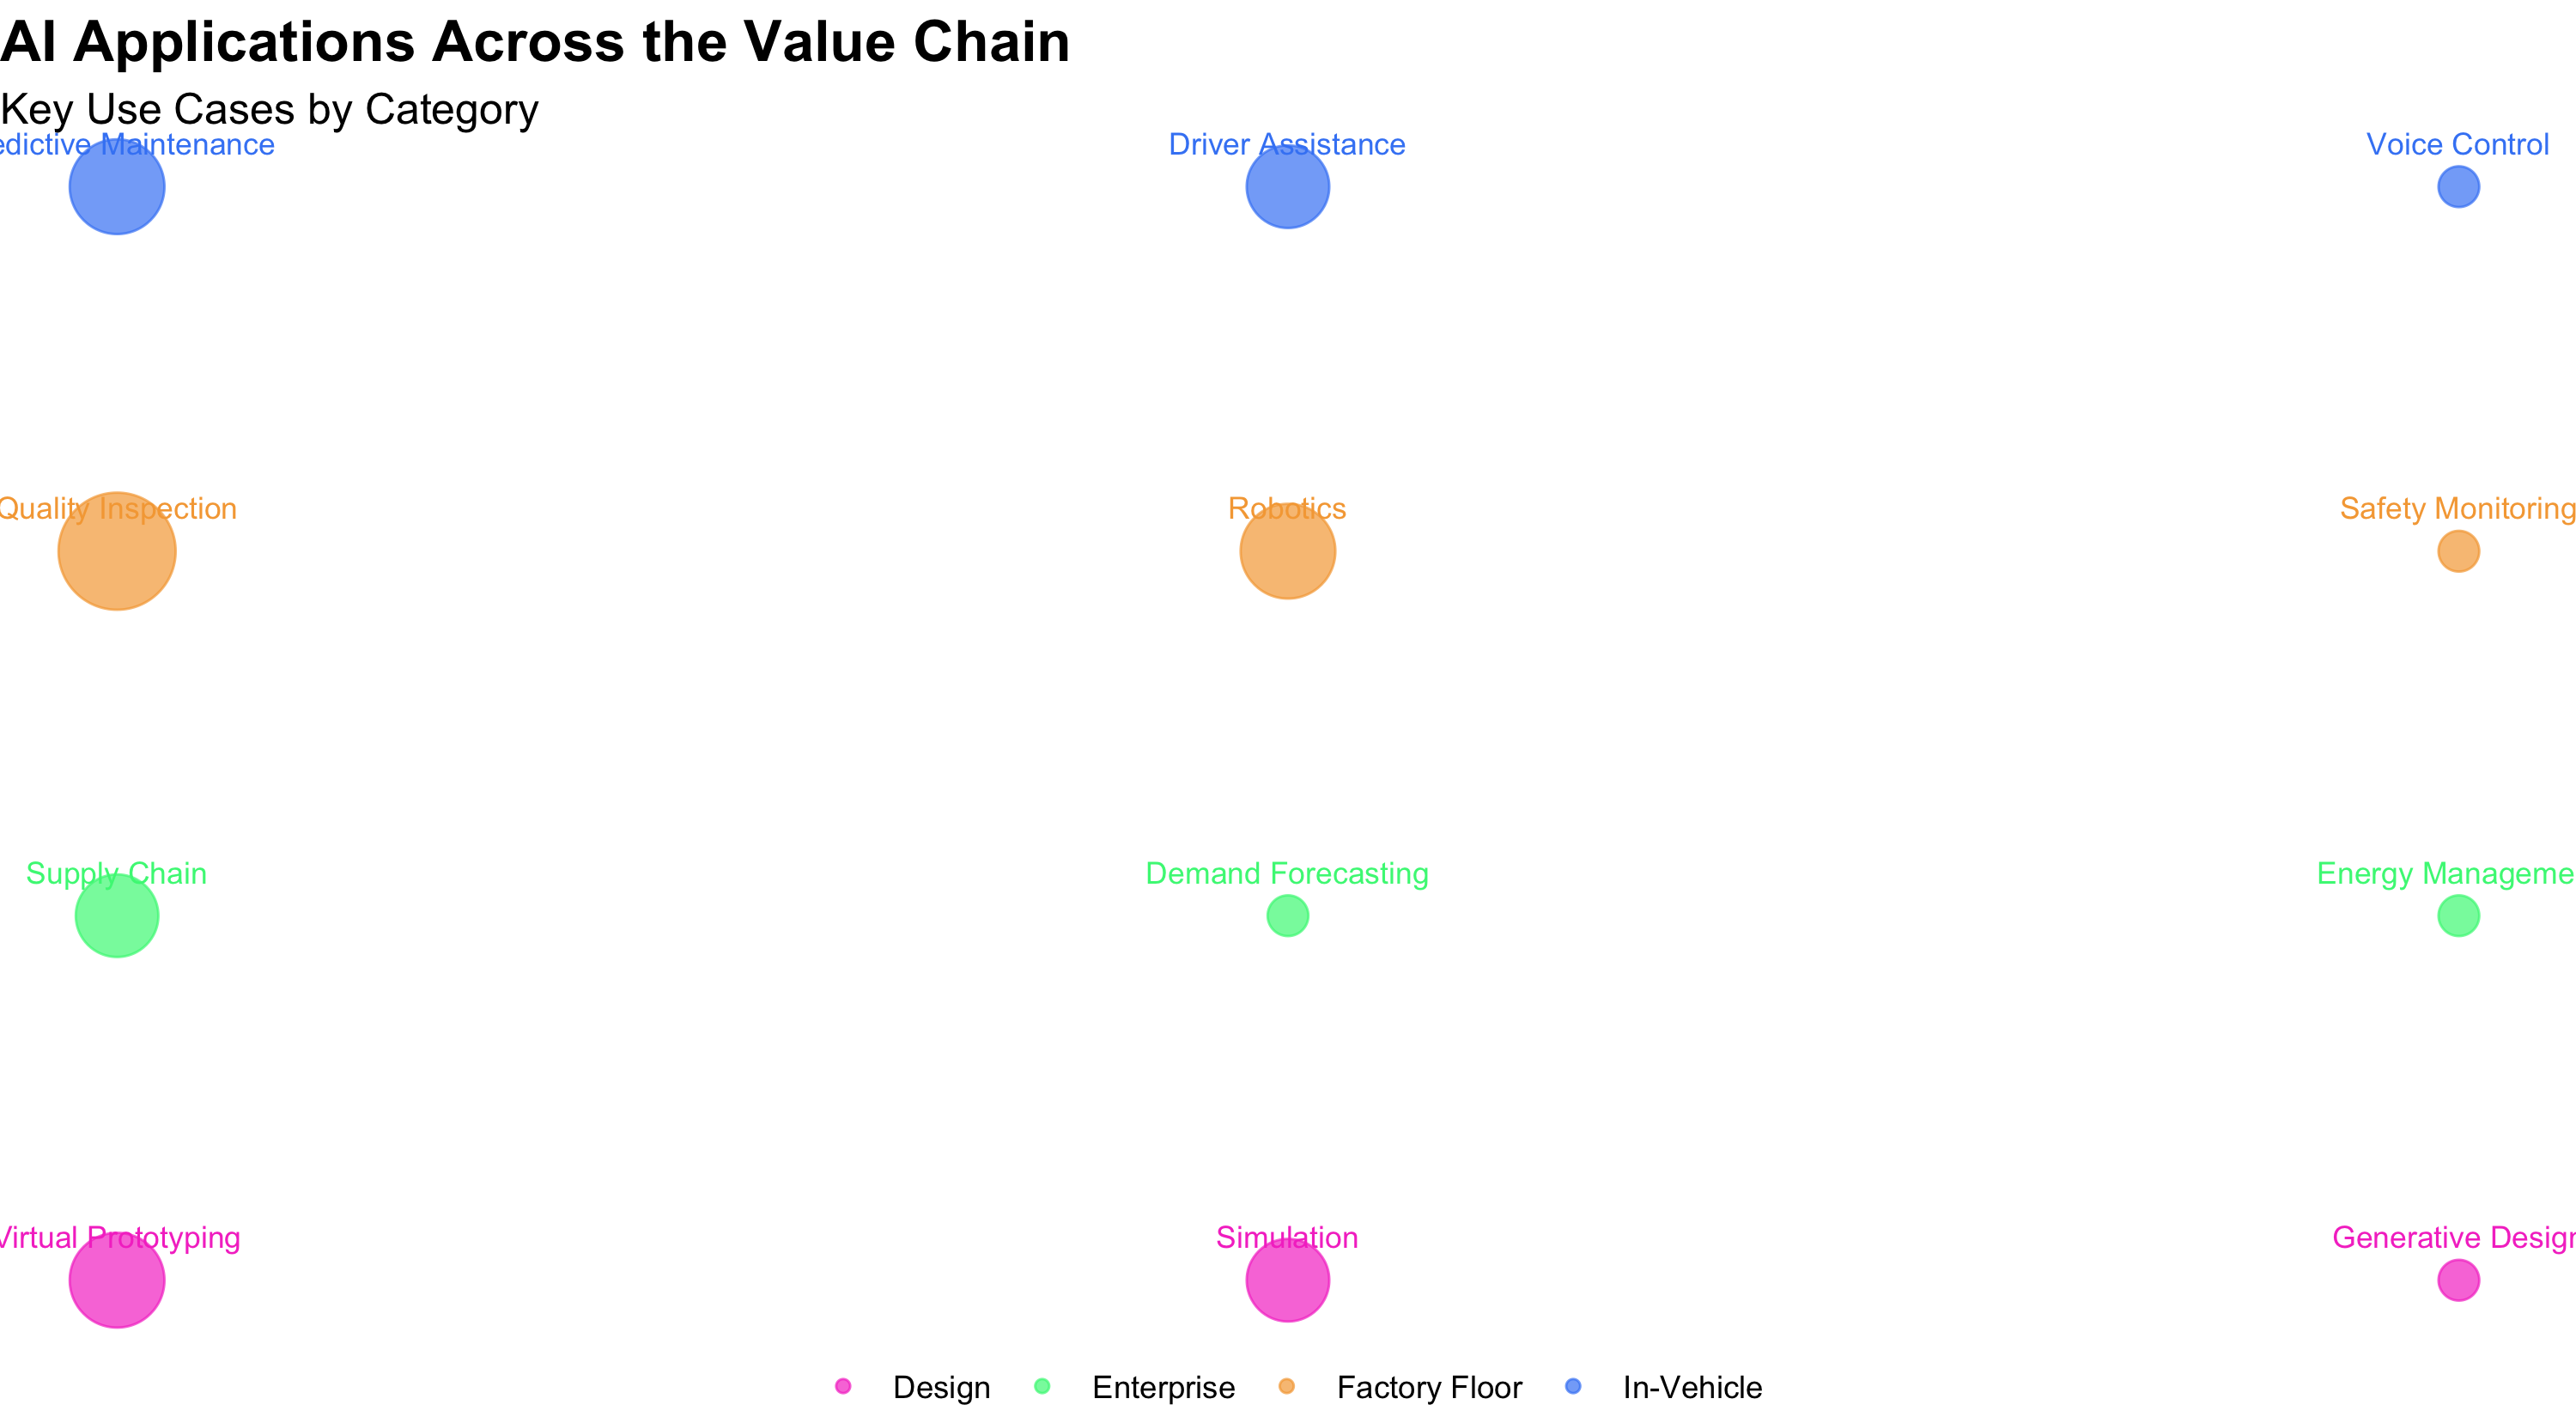 AI Applications Across the Value Chain
Key Use Cases by Category
edictive Maintenance
Driver Assistance
Voice Control
Quality Inspection
Robotics
Safety Monitoring
Supply Chain
Demand Forecasting
Energy Manageme
Virtual Prototyping
Simulation
Generative Design
Design
Enterprise
Factory Floor
In-Vehicle